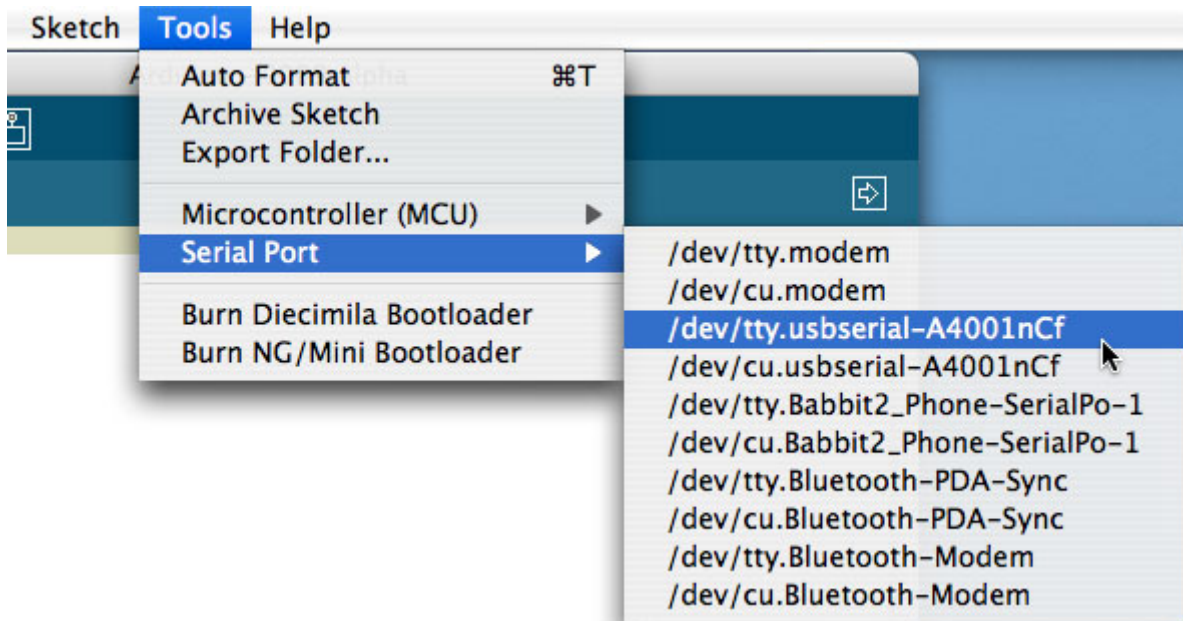 Sketch Tools Help
Auto Format ⌘T
Archive Sketch
Export Folder...
Microcontroller (MCU)
Serial Port
Burn Diecimila Bootloader
Burn NG/Mini Bootloader
/dev/tty.modem
/dev/cu.modem
/dev/tty.usbserial-A4001nCf
/dev/cu.usbserial-A4001nCf
/dev/tty.Babbit2_Phone-SerialPo-1
/dev/cu.Babbit2_Phone-SerialPo-1
/dev/tty.Bluetooth-PDA-Sync
/dev/cu.Bluetooth-PDA-Sync
/dev/tty.Bluetooth-Modem
/dev/cu.Bluetooth-Modem